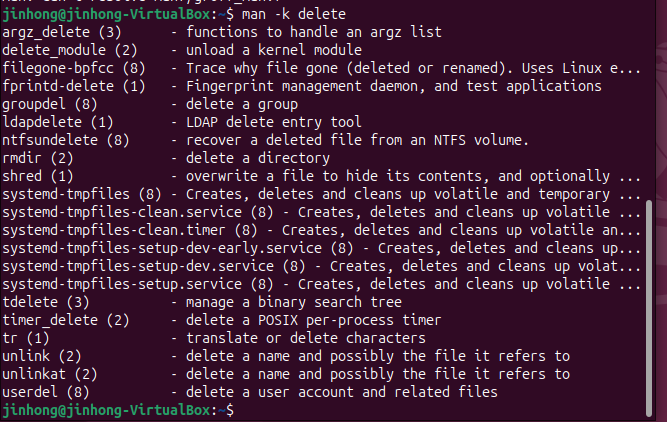 jinhong@jinhong-VirtualBox:~$ man -k delete
argz_delete (3)      - functions to handle an argz list
delete_module (2)    - unload a kernel module
filegone-bpfcc (8)   - Trace why file gone (deleted or renamed). Uses Linux e...
fprintd-delete (1)   - Fingerprint management daemon, and test applications
groupdel (8)         - delete a group
ldapdelete (1)       - LDAP delete entry tool
ntfsundelete (8)     - recover a deleted file from an NTFS volume.
rmdir (2)            - delete a directory
shred (1)            - overwrite a file to hide its contents, and optionally ...
systemd-tmpfiles (8) - Creates, deletes and cleans up volatile and temporary ...
systemd-tmpfiles-clean.service (8) - Creates, deletes and cleans up volatile ...
systemd-tmpfiles-clean.timer (8) - Creates, deletes and cleans up volatile an...
systemd-tmpfiles-setup-dev-early.service (8) - Creates, deletes and cleans up...
systemd-tmpfiles-setup-dev.service (8) - Creates, deletes and cleans up volat...
systemd-tmpfiles-setup.service (8) - Creates, deletes and cleans up volatile ...
tdelete (3)          - manage a binary search tree
timer_delete (2)     - delete a POSIX per-process timer
tr (1)               - translate or delete characters
unlink (2)           - delete a name and possibly the file it refers to
unlinkat (2)         - delete a name and possibly the file it refers to
userdel (8)          - delete a user account and related files
jinhong@jinhong-VirtualBox:~$